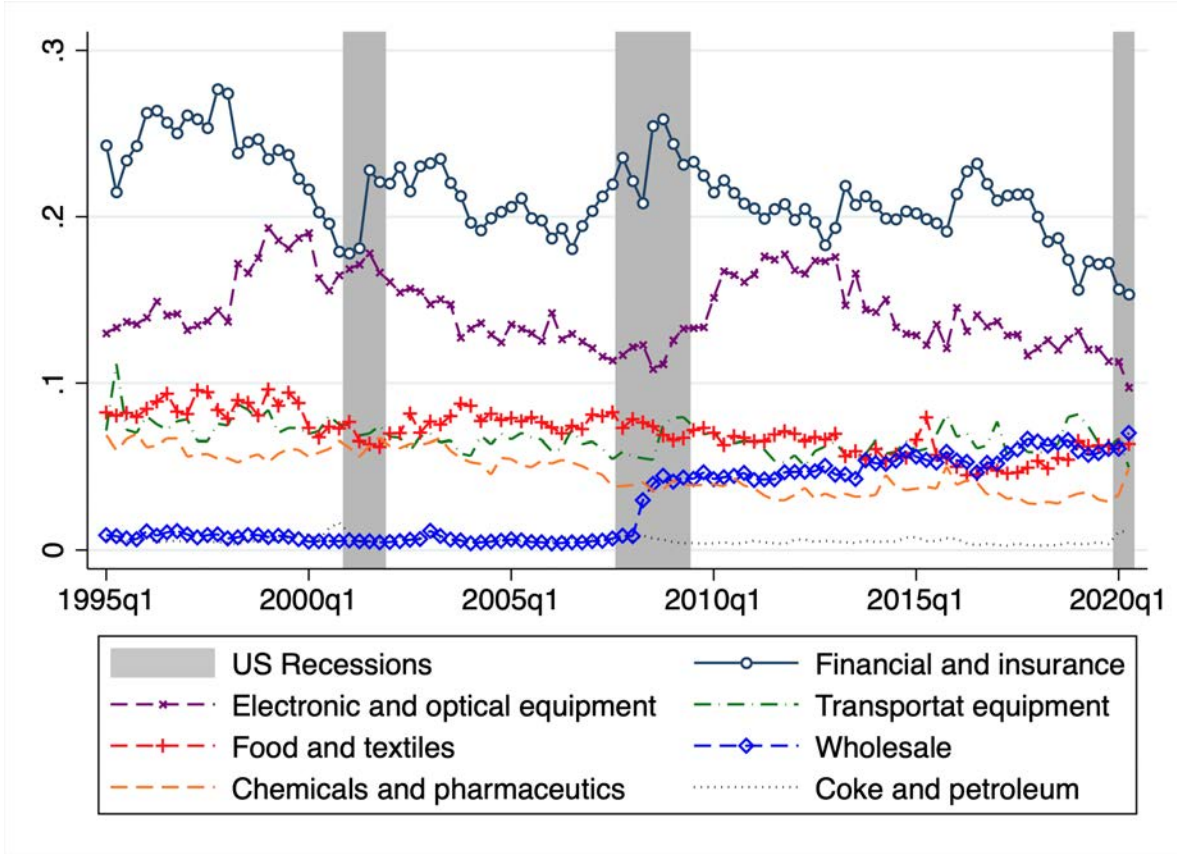 .3
.2
.1
0
1995q1 2000q1 2005q1 2010q1 2015q1 2020q1
US Recessions Financial and insurance
Electronic and optical equipment Transportat equipment
Food and textiles Wholesale
Chemicals and pharmaceutics Coke and petroleum